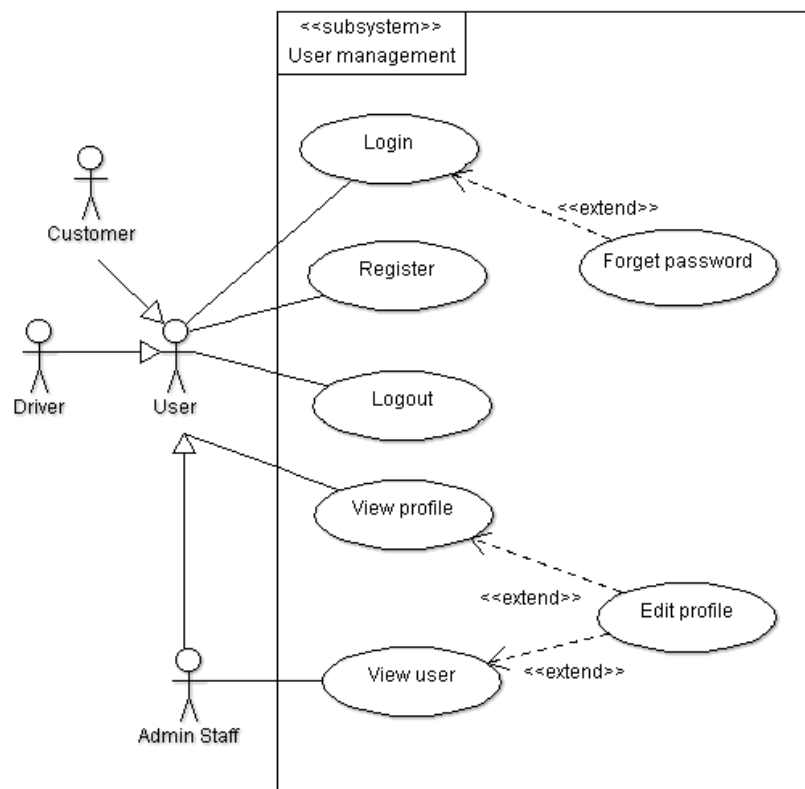 <<subsystem>>
User management
Login
<<extend>>
Customer
Forget password
Register
Driver
User
Logout
View profile
<<extend>>
Edit profile
View user
<<extend>>
Admin Staff